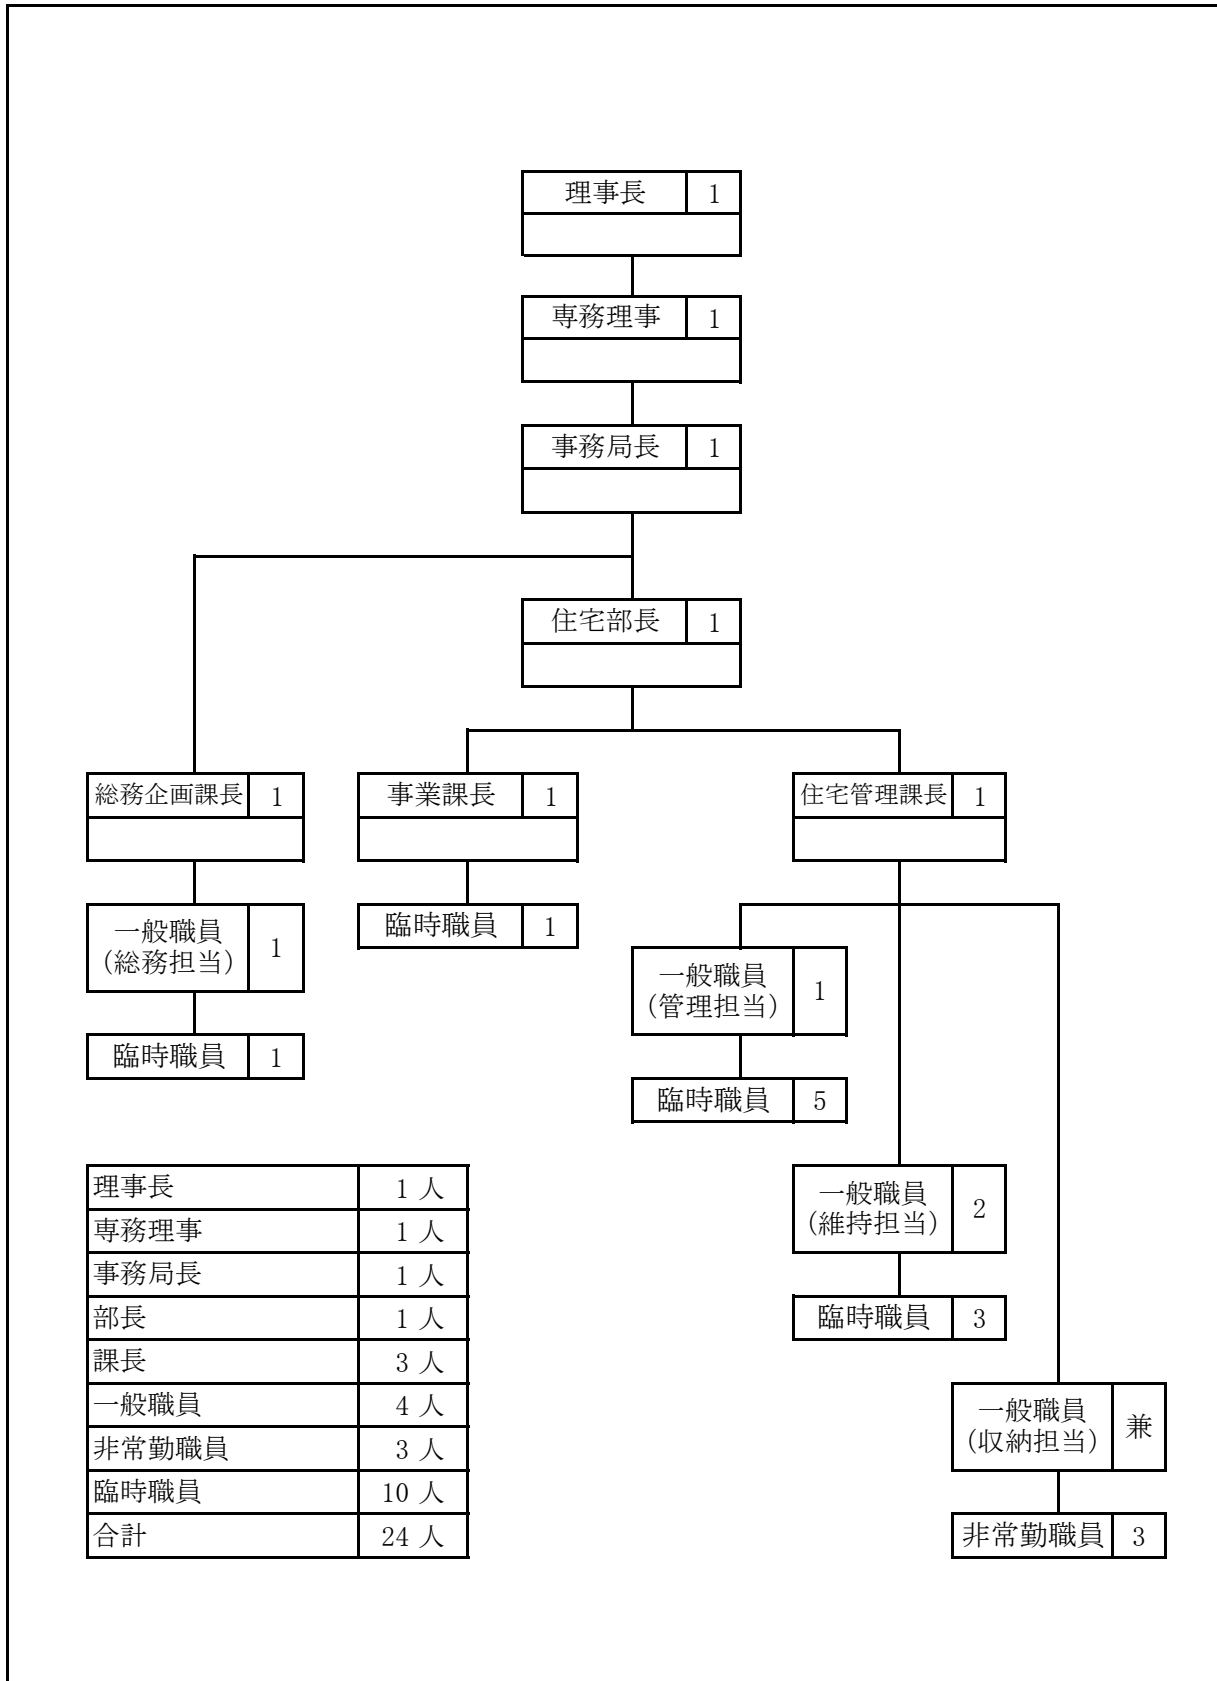 理事長 1
専務理事 1
事務局長 1
住宅部長 1
総務企画課長 1
事業課長 1
住宅管理課長 1
一般職員
(総務担当)
1
臨時職員 1
臨時職員 1
一般職員
(管理担当)
1
臨時職員 5
一般職員
(維持担当)
2
臨時職員 3
一般職員
(収納担当)
兼
非常勤職員 3
理事長 1 人
専務理事 1 人
事務局長 1 人
部長 1 人
課長 3 人
一般職員 4 人
非常勤職員 3 人
臨時職員 10 人
合計 24 人